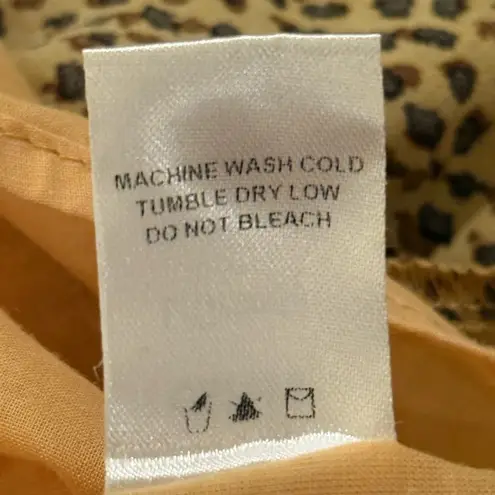 MACHINE WASH COLD
TUMBLE DRY LOW
DO NOT BLEACH